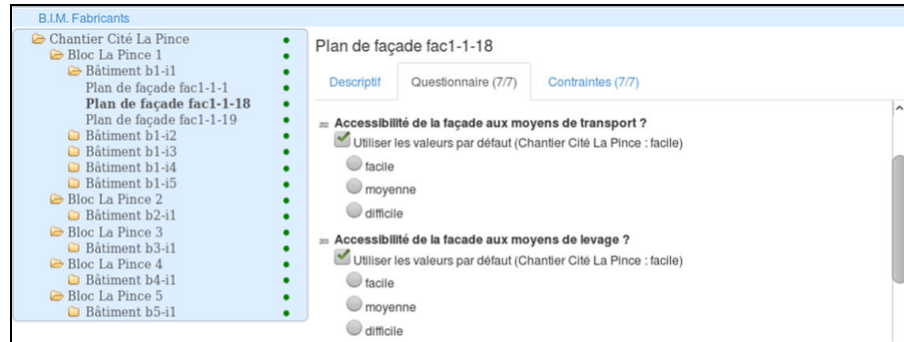 B.I.M. Fabricants
Chantier Cité La Pince
Bloc La Pince 1
Bâtiment b1-i1
Plan de façade fac1-1-1
Plan de façade fac1-1-18
Plan de façade fac1-1-19
Bâtiment b1-i2
Bâtiment b1-i3
Bâtiment b1-i4
Bâtiment b1-i5
Bloc La Pince 2
Bâtiment b2-i1
Bloc La Pince 3
Bâtiment b3-i1
Bloc La Pince 4
Bâtiment b4-i1
Bloc La Pince 5
Bâtiment b5-i1
Plan de façade fac1-1-18
Descriptif Questionnaire (7/7) Contraintes (7/7)
Accessibilité de la façade aux moyens de transport ?
Utiliser les valeurs par défaut (Chantier Cité La Pince : facile)
facile
moyenne
difficile
Accessibilité de la facade aux moyens de levage ?
Utiliser les valeurs par défaut (Chantier Cité La Pince : facile)
facile
moyenne
difficile